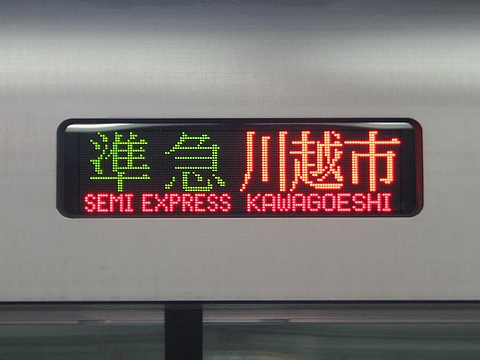 準急 川越市
SEMI EXPRESS KAWAGOESHI